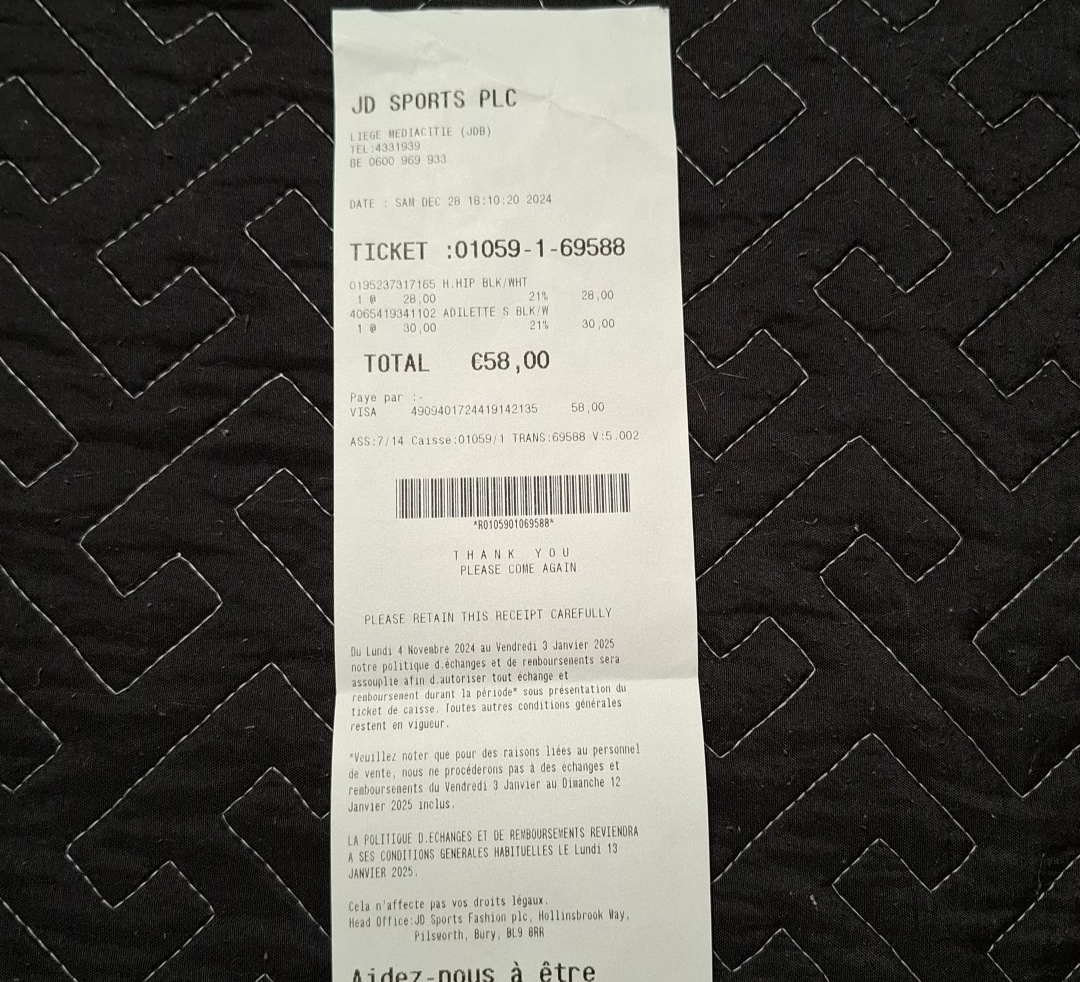 JD SPORTS PLC
LIEGE MEDIACITIE (JDB)
TEL:4331939
BE 0600 969 933
DATE : SAM DEC 28 18:10:20 2024
TICKET :01059-1-69588
0195237317165 H.HIP BLK/WHT
1 @ 28,00 21% 28,00
4065419341102 ADILETTE S BLK/W
1 @ 30,00 21% 30,00
TOTAL €58,00
Paye par :-
VISA 4909401724419142135 58,00
ASS:7/14 Caisse:01059/1 TRANS:69588 V:5.002
*R0105901069588*
THANK YOU
PLEASE COME AGAIN
PLEASE RETAIN THIS RECEIPT CAREFULLY
Du Lundi 4 Novembre 2024 au Vendredi 3 Janvier 2025
notre politique d.échanges et de remboursements sera
assouplie afin d.autoriser tout échange et
remboursement durant la période* sous présentation du
ticket de caisse. Toutes autres conditions générales
restent en vigueur.
*Veuillez noter que pour des raisons liées au personnel
de vente, nous ne procéderons pas à des échanges et
remboursements du Vendredi 3 Janvier au Dimanche 12
Janvier 2025 inclus.
LA POLITIQUE D.ECHANGES ET DE REMBOURSEMENTS REVIENDRA
A SES CONDITIONS GENERALES HABITUELLES LE Lundi 13
JANVIER 2025.
Cela n'affecte pas vos droits légaux.
Head Office:JD Sports Fashion plc, Hollinsbrook Way,
Pilsworth, Bury, BL9 8RR
Aidez-nous à être